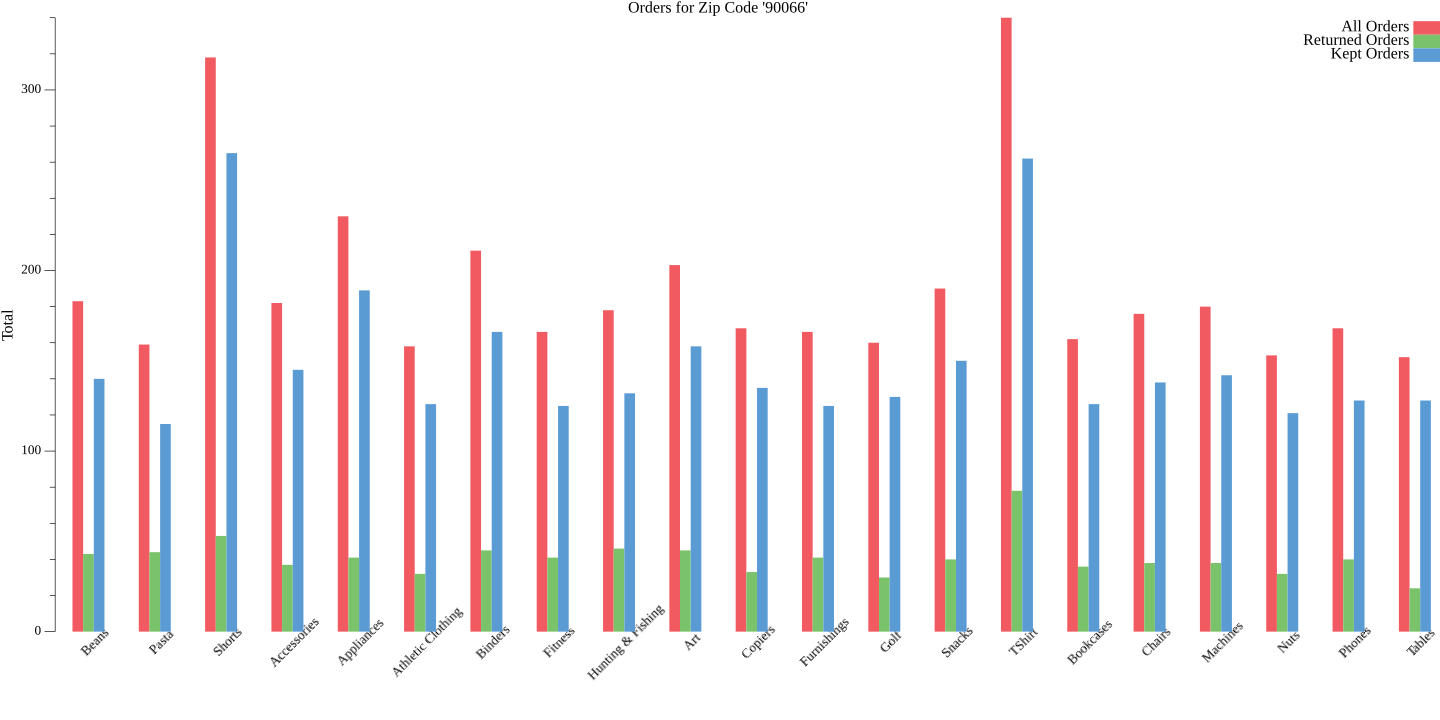 Orders for Zip Code '90066'
All Orders
Returned Orders
Kept Orders
300
200
100
0
Total
Beans
Pasta
Shorts
Accessories
Appliances
Athletic Clothing
Binders
Fitness
Hunting & Fishing
Art
Copiers
Furnishings
Golf
Snacks
TShirt
Bookcases
Chairs
Machines
Nuts
Phones
Tables